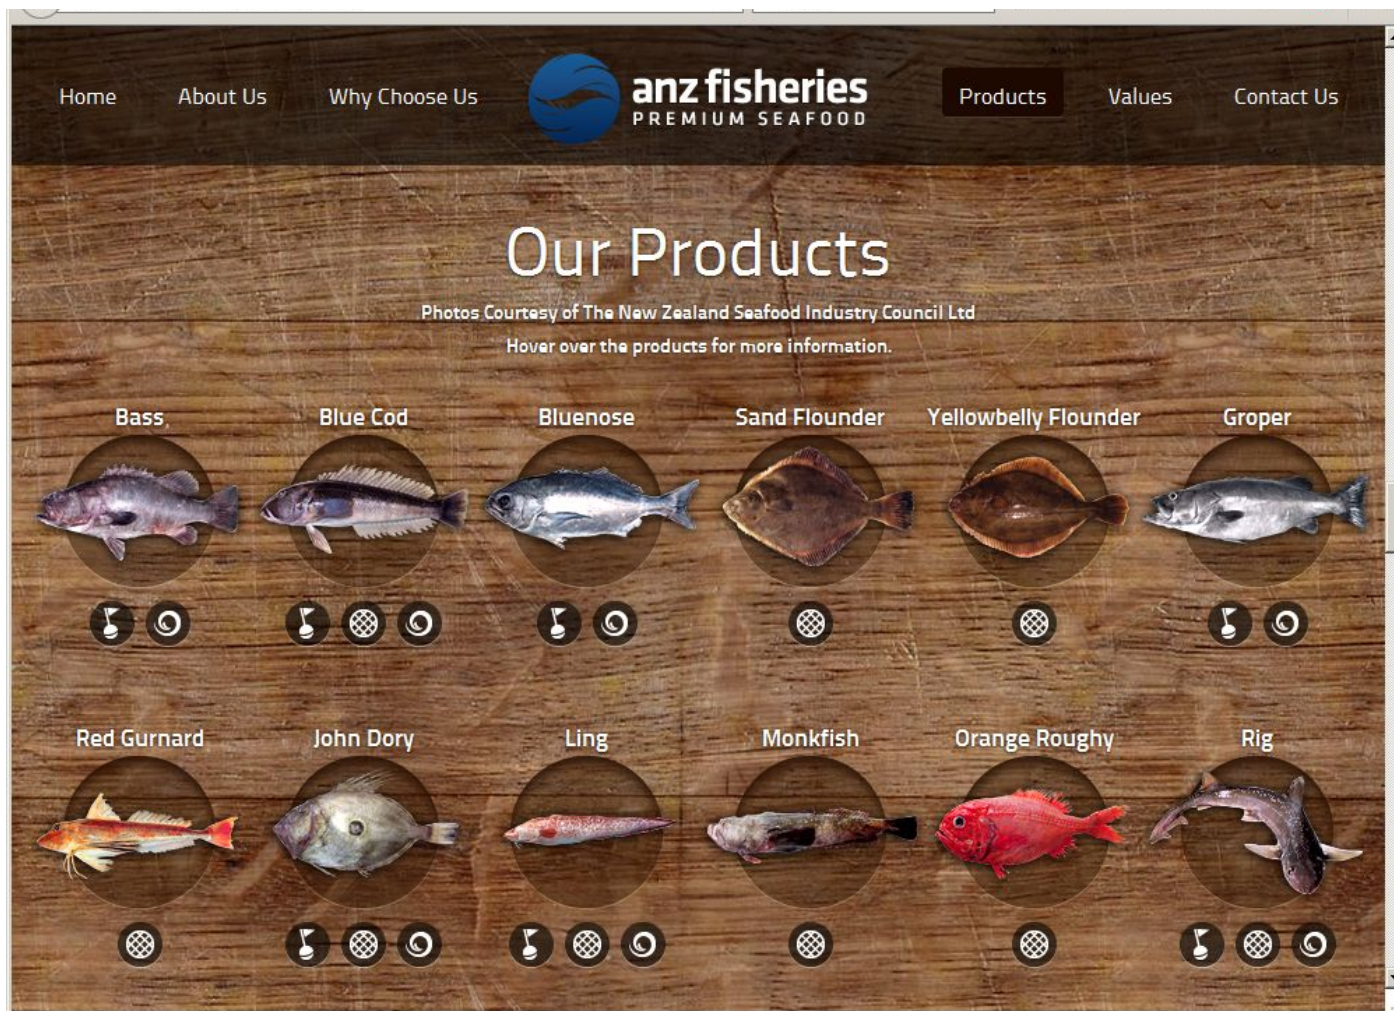 Home About Us Why Choose Us anz fisheries Products Values Contact Us
PREMIUM SEAFOOD
Our Products
Photos Courtesy of The New Zealand Seafood Industry Council Ltd
Hover over the products for more information.
Bass Blue Cod Bluenose Sand Flounder Yellowbelly Flounder Groper
Red Gurnard John Dory Ling Monkfish Orange Roughy Rig